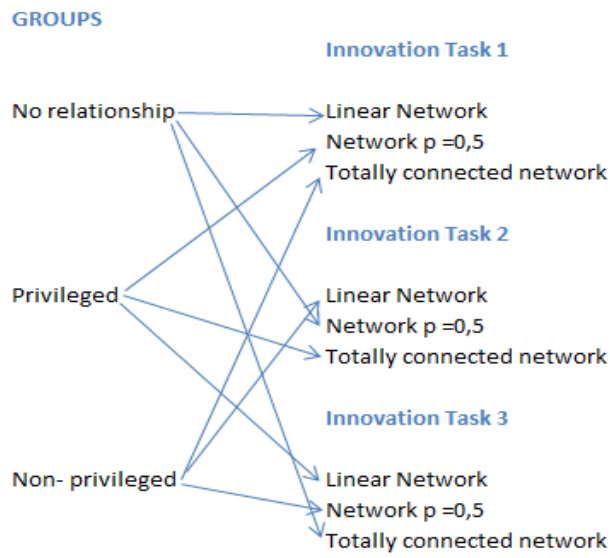 GROUPS
Innovation Task 1
No relationship
Linear Network
Network p =0,5
Totally connected network
Innovation Task 2
Privileged
Linear Network
Network p =0,5
Totally connected network
Innovation Task 3
Non- privileged
Linear Network
Network p =0,5
Totally connected network